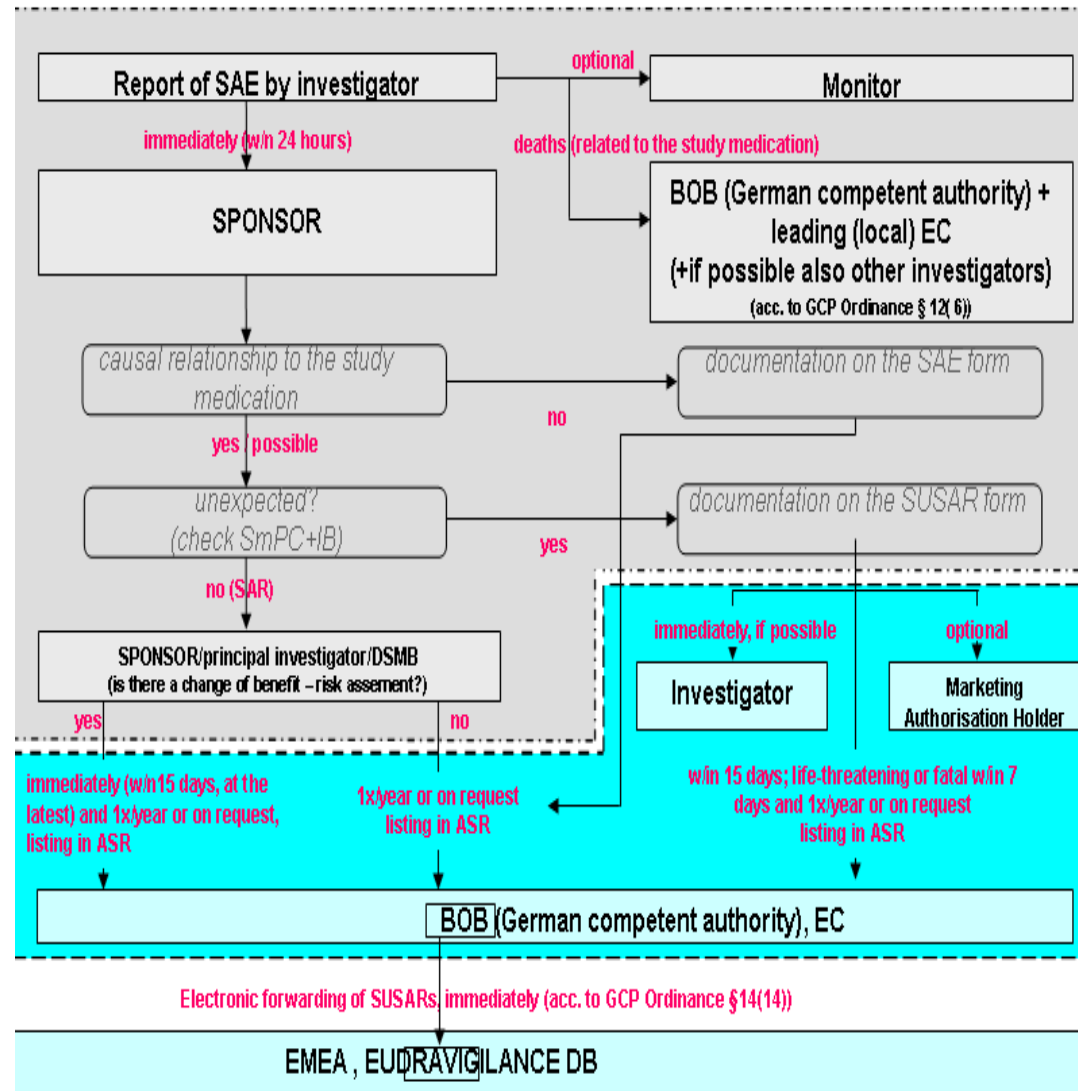 optional
Report of SAE by investigator
Monitor
immediately (w/n 24 hours)
deaths (related to the study medication)
SPONSOR
BOB (German competent authority) +
leading (local) EC
(+if possible also other investigators)
(acc. to GCP Ordinance § 12( 6))
causal relationship to the study
medication
documentation on the SAE form
no
yes / possible
unexpected?
(check SmPC+IB)
documentation on the SUSAR form
yes
no (SAR)
SPONSOR/principal investigator/DSMB
(is there a change of benefit – risk assement?)
immediately, if possible
optional
Investigator
Marketing
Authorisation Holder
yes
no
immediately (w/n15 days, at the
latest) and 1x/year or on request,
listing in ASR
1x/year or on request
listing in ASR
w/in 15 days; life-threatening or fatal w/in 7
days and 1x/year or on request
listing in ASR
BOB (German competent authority), EC
Electronic forwarding of SUSARs, immediately (acc. to GCP Ordinance §14(14))
EMEA , EUDRAVIGILANCE DB